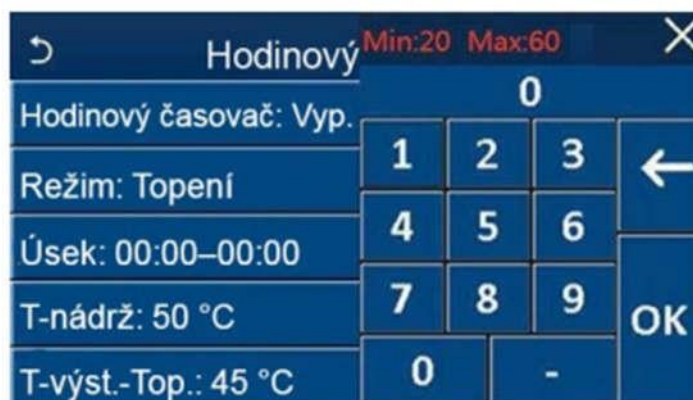 Hodinový
Min:20 Max:60
0
Hodinový časovač: Vyp.
Režim: Topení
Úsek: 00:00–00:00
T-nádrž: 50 °C
T-výst.-Top.: 45 °C
1 2 3 ←
4 5 6
7 8 9 OK
0 -